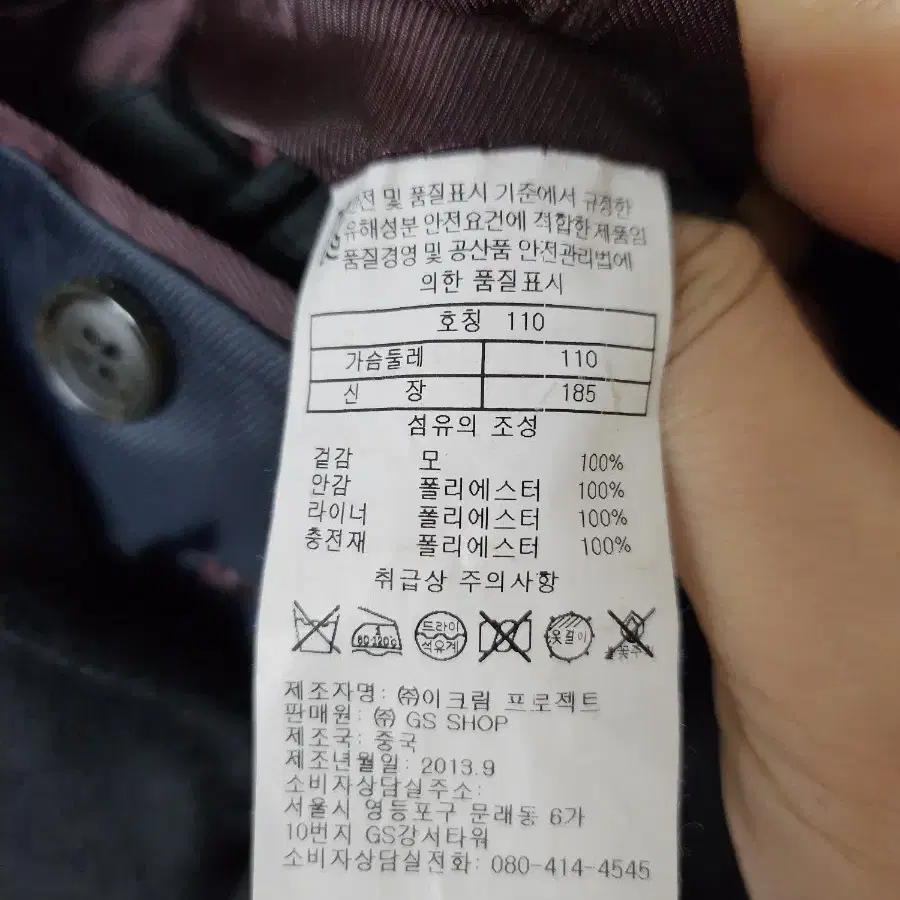 안전 및 품질표시 기준에서 규정한
유해성분 안전요건에 적합한 제품임
품질경영 및 공산품 안전관리법에
의한 품질표시
호칭 110
가슴둘레 110
신 장 185
섬유의 조성
겉감 모 100%
안감 폴리에스터 100%
라이너 폴리에스터 100%
충전재 폴리에스터 100%
취급상 주의사항
80-120℃ 드라이 석유계 옷걸이
제조자명: ㈜이크림 프로젝트
판매원: ㈜ GS SHOP
제조국: 중국
제조년월일: 2013.9
소비자상담실주소:
서울시 영등포구 문래동 6가
10번지 GS강서타워
소비자상담실전화: 080-414-4545